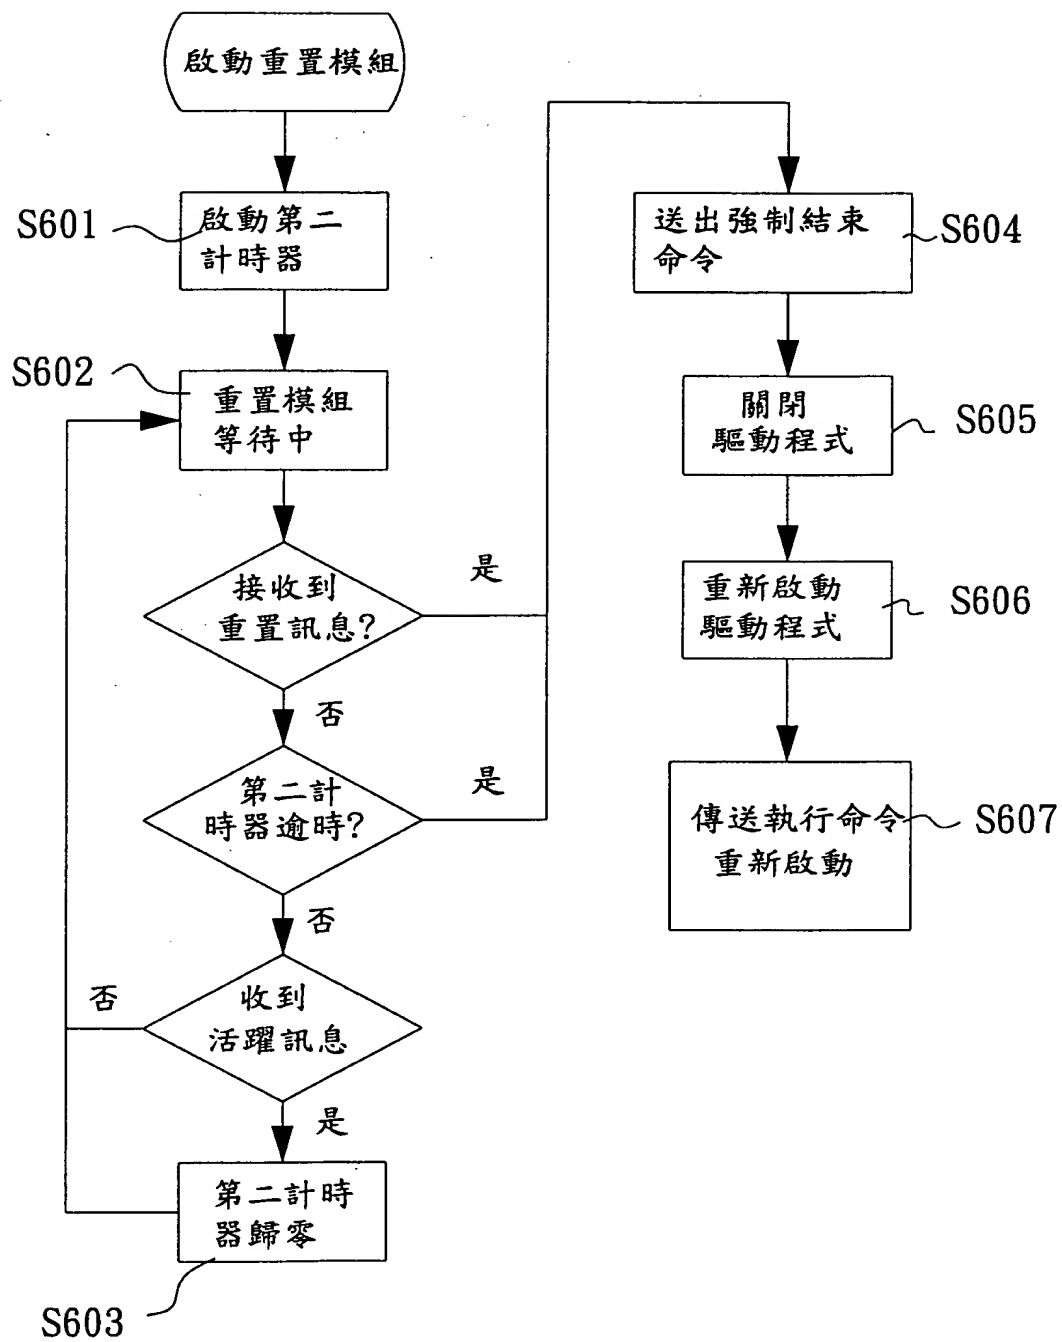 啟動重置模組
S601
啟動第二
計時器
S602
重置模組
等待中
接收到
重置訊息?
是
否
第二計
時器逾時?
是
否
收到
活躍訊息
否
是
第二計時
器歸零
S603
送出強制結束
命令
S604
關閉
驅動程式
S605
重新啟動
驅動程式
S606
傳送執行命令
重新啟動
S607